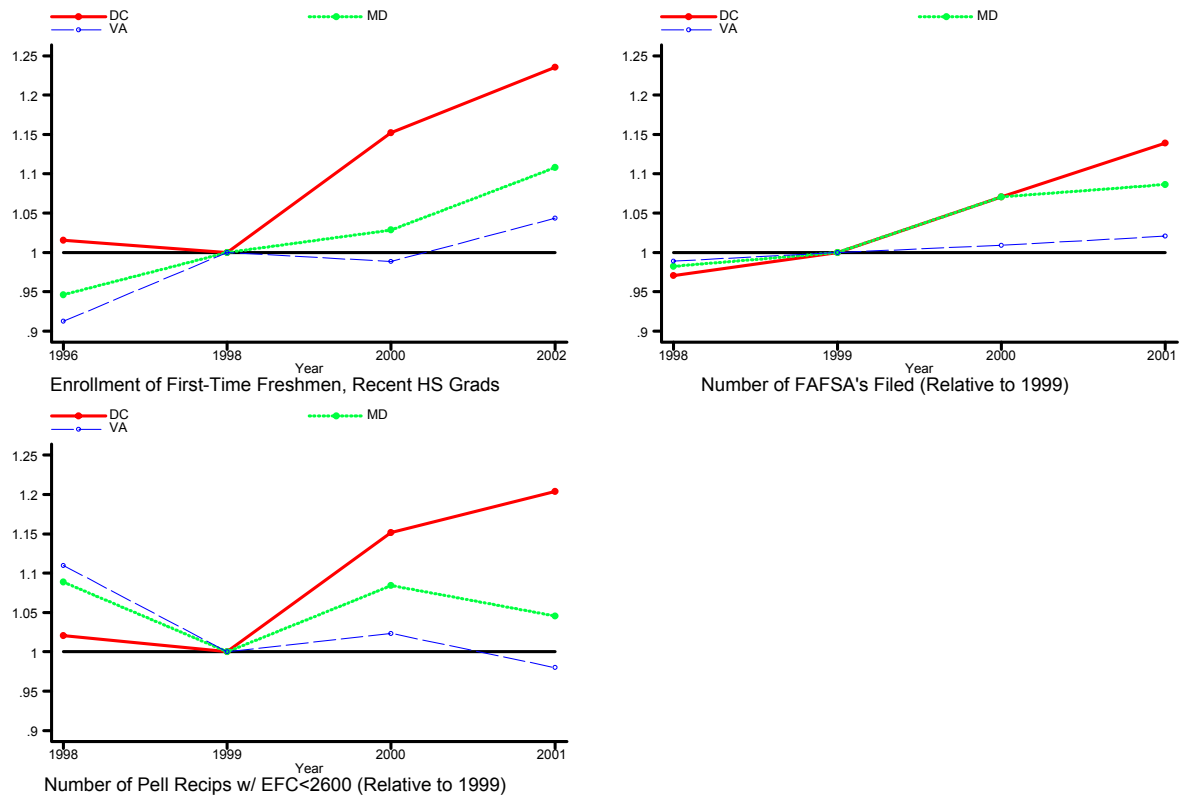 DC MD
VA
1.25
1.2
1.15
1.1
1.05
1
.95
.9
1996 1998 2000 2002
Year
Enrollment of First-Time Freshmen, Recent HS Grads
DC MD
VA
1.25
1.2
1.15
1.1
1.05
1
.95
.9
1998 1999 2000 2001
Year
Number of FAFSA's Filed (Relative to 1999)
DC MD
VA
1.25
1.2
1.15
1.1
1.05
1
.95
.9
1998 1999 2000 2001
Year
Number of Pell Recips w/ EFC<2600 (Relative to 1999)